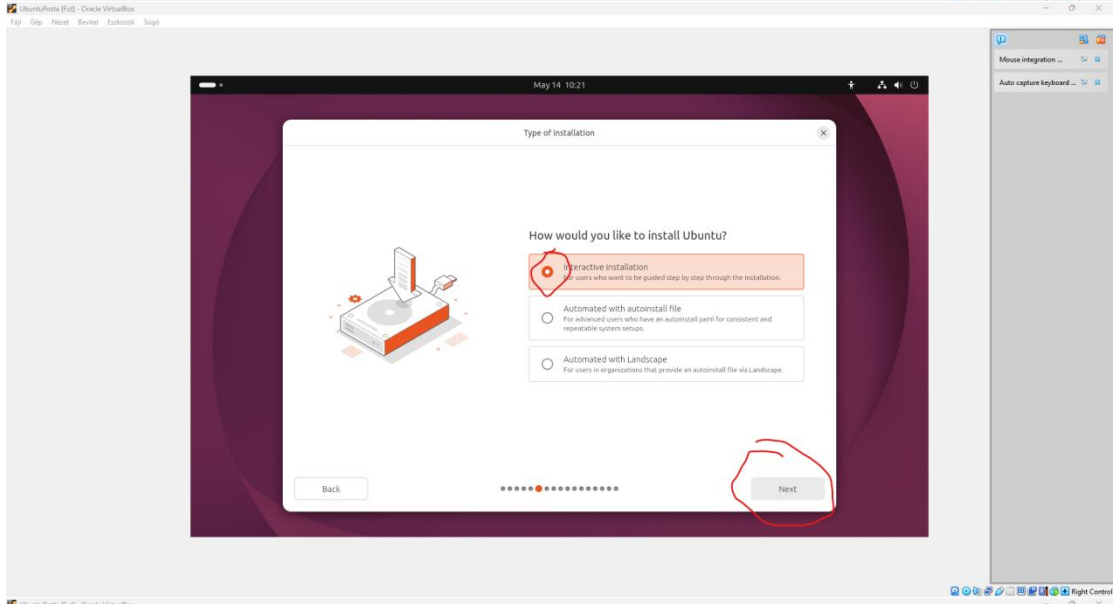 UbuntuPosta [Fut] - Oracle VirtualBox
Fájl Gép Nézet Bevitel Eszközök Súgó
Mouse integration ...
Auto capture keyboard ...
May 14 10:21
Type of installation
How would you like to install Ubuntu?
Interactive installation
For users who want to be guided step by step through the installation.
Automated with autoinstall file
For advanced users who have an autoinstall.yaml for consistent and
repeatable system setups.
Automated with Landscape
For users in organizations that provide an autoinstall file via Landscape.
Back
Next
Right Control
UbuntuPosta [Fut] - Oracle VirtualBox